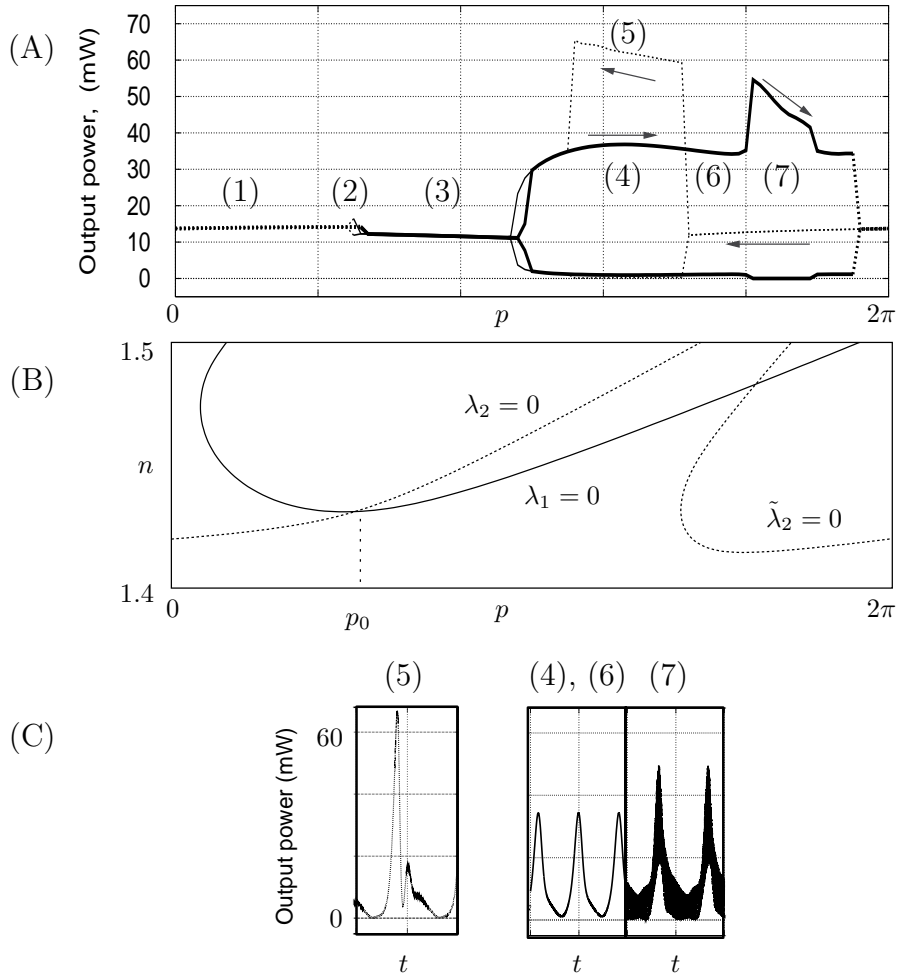 (A)
Output power, (mW)
70
60
50
40
30
20
10
0
(1)
(2)
(3)
(4)
(5)
(6)
(7)
0
p
2π
(B)
1.5
n
1.4
λ₂ = 0
λ₁ = 0
λ̃₂ = 0
0
p₀
p
2π
(C)
(5)
(4), (6)
(7)
Output power (mW)
60
0
t
t
t